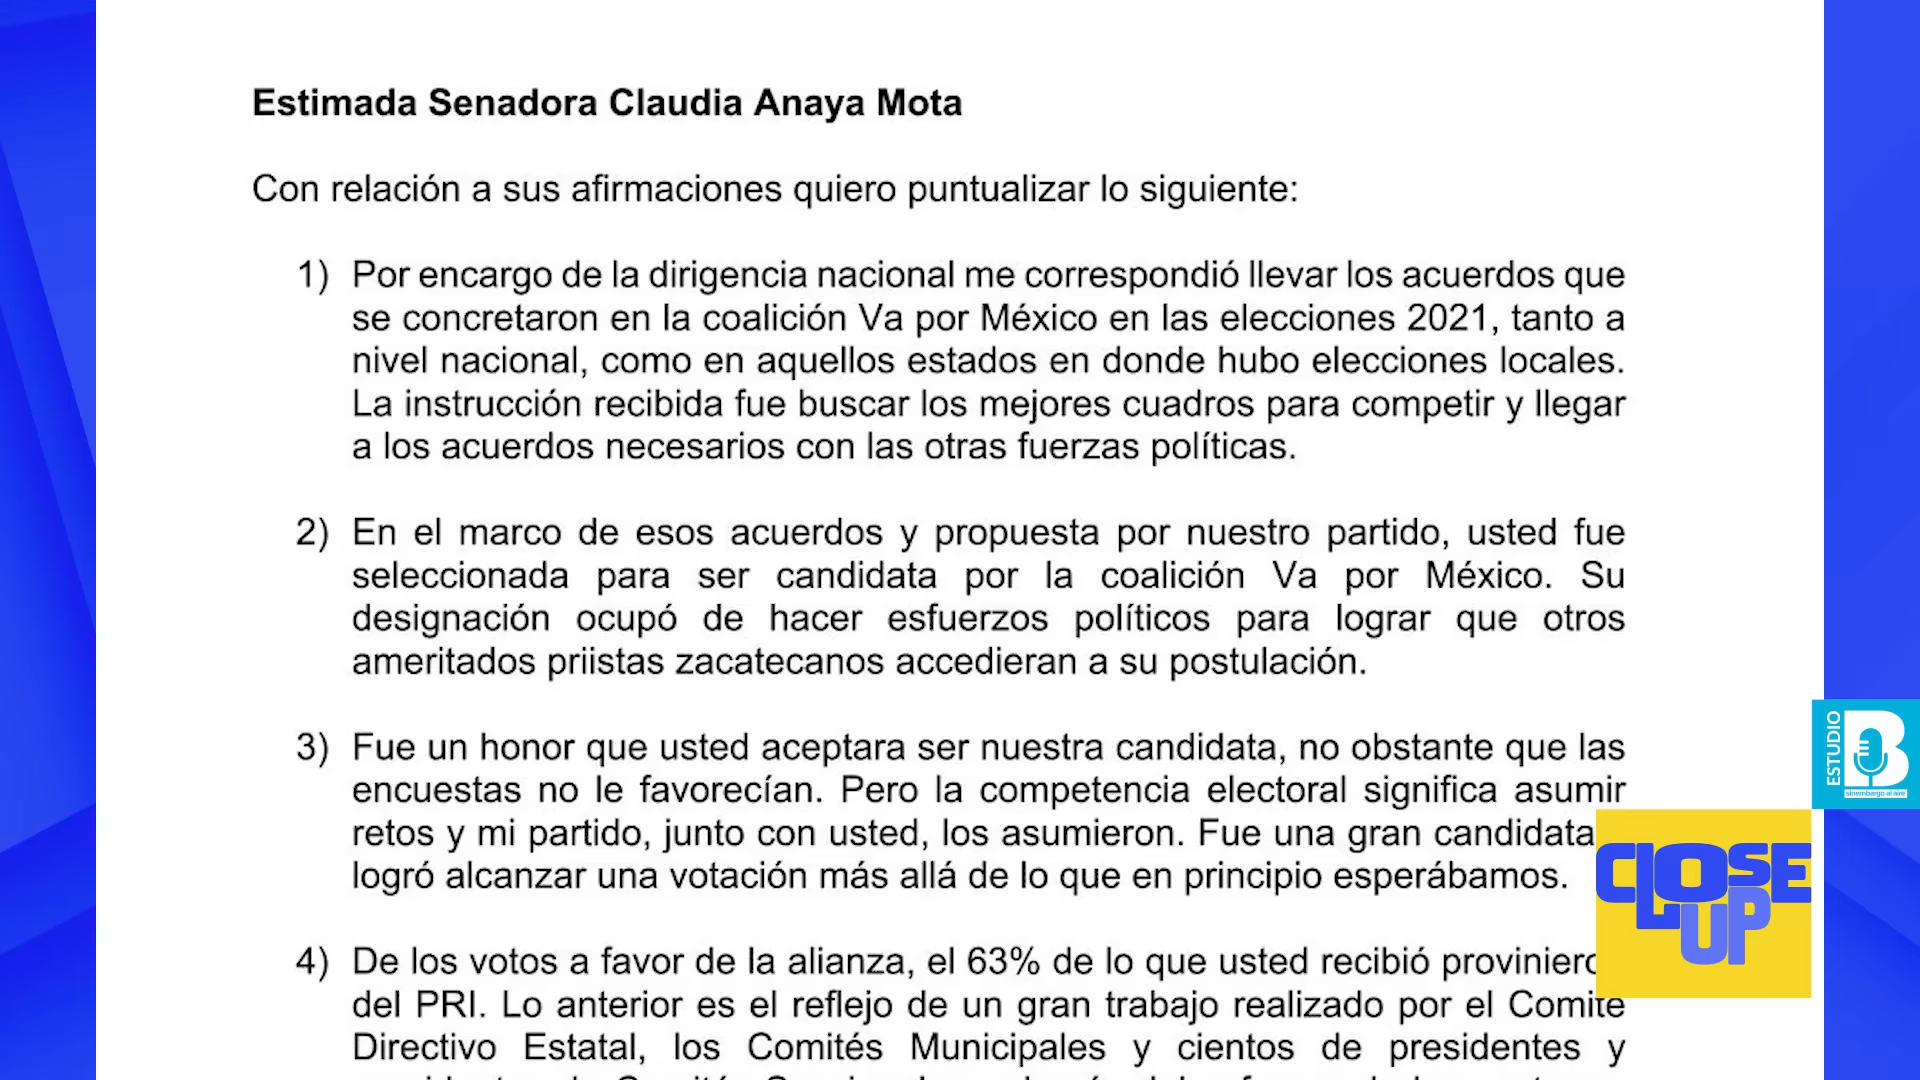 Estimada Senadora Claudia Anaya Mota
Con relación a sus afirmaciones quiero puntualizar lo siguiente:
1) Por encargo de la dirigencia nacional me correspondió llevar los acuerdos que
se concretaron en la coalición Va por México en las elecciones 2021, tanto a
nivel nacional, como en aquellos estados en donde hubo elecciones locales.
La instrucción recibida fue buscar los mejores cuadros para competir y llegar
a los acuerdos necesarios con las otras fuerzas políticas.
2) En el marco de esos acuerdos y propuesta por nuestro partido, usted fue
seleccionada para ser candidata por la coalición Va por México. Su
designación ocupó de hacer esfuerzos políticos para lograr que otros
ameritados priistas zacatecanos accedieran a su postulación.
3) Fue un honor que usted aceptara ser nuestra candidata, no obstante que las
encuestas no le favorecían. Pero la competencia electoral significa asumir
retos y mi partido, junto con usted, los asumieron. Fue una gran candidata
logró alcanzar una votación más allá de lo que en principio esperábamos.
4) De los votos a favor de la alianza, el 63% de lo que usted recibió
del PRI. Lo anterior es el reflejo de un gran trabajo realizado por el Comité
Directivo Estatal, los Comités Municipales y cientos de presidentes y
ESTUDIO
B
sinembargo al aire
CLOSE
UP